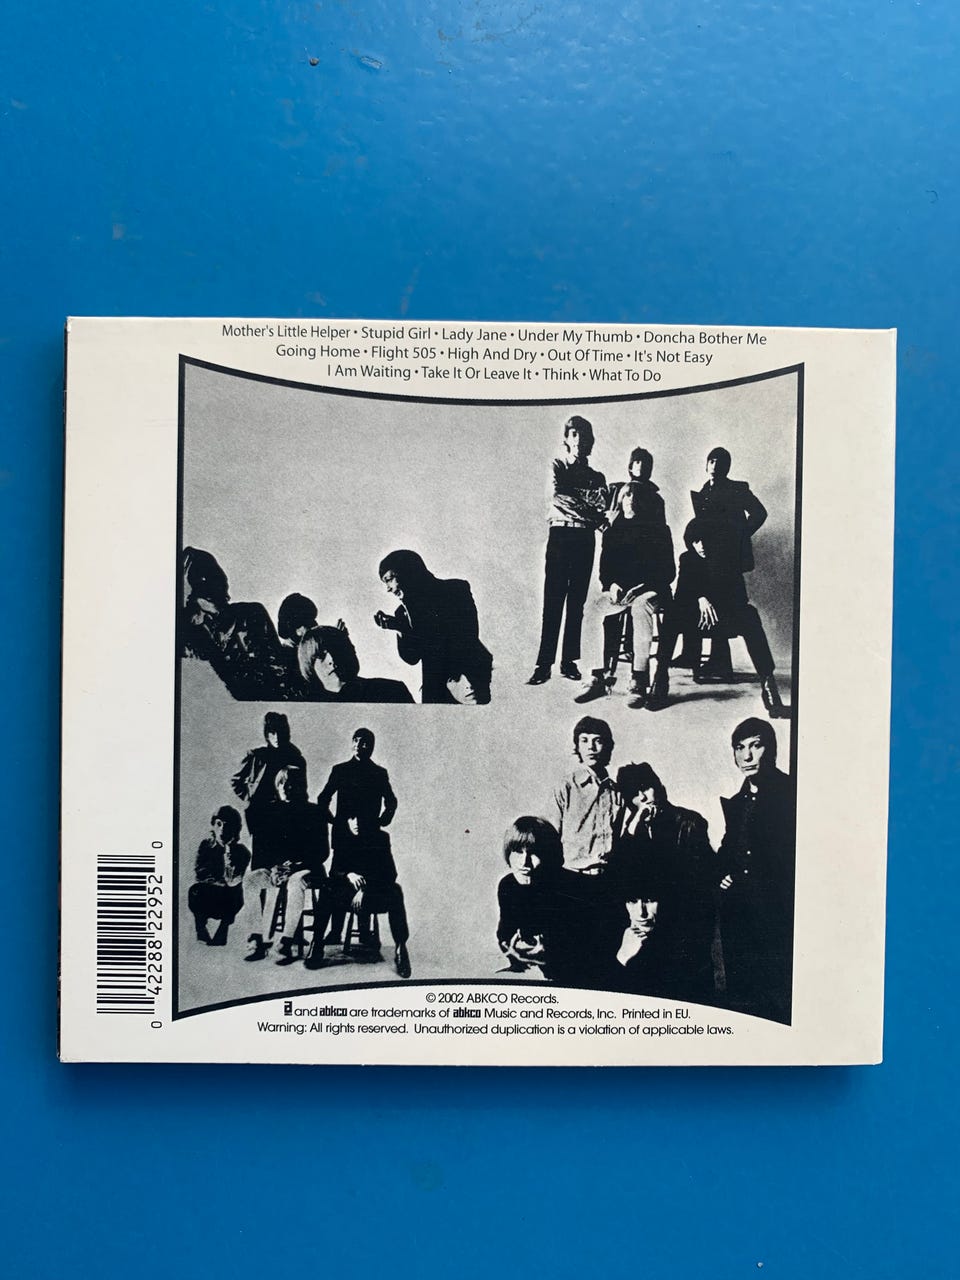 Mother's Little Helper • Stupid Girl • Lady Jane • Under My Thumb • Doncha Bother Me
Going Home • Flight 505 • High And Dry • Out Of Time • It's Not Easy
I Am Waiting • Take It Or Leave It • Think • What To Do
0 42288 22952 0
© 2002 ABKCO Records.
a and abkco are trademarks of abkco Music and Records, Inc. Printed in EU.
Warning: All rights reserved. Unauthorized duplication is a violation of applicable laws.